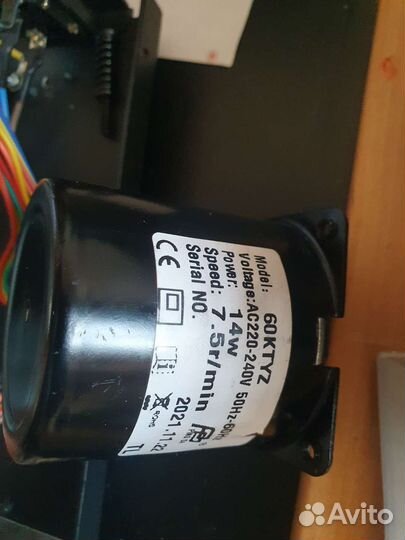 Model: 60KTYZ
Voltage:AC220-240V 50Hz-60Hz
Power: 14w
Speed: 7.5r/min
Serial NO.
CE
2021.11.22
RoHS
Avito